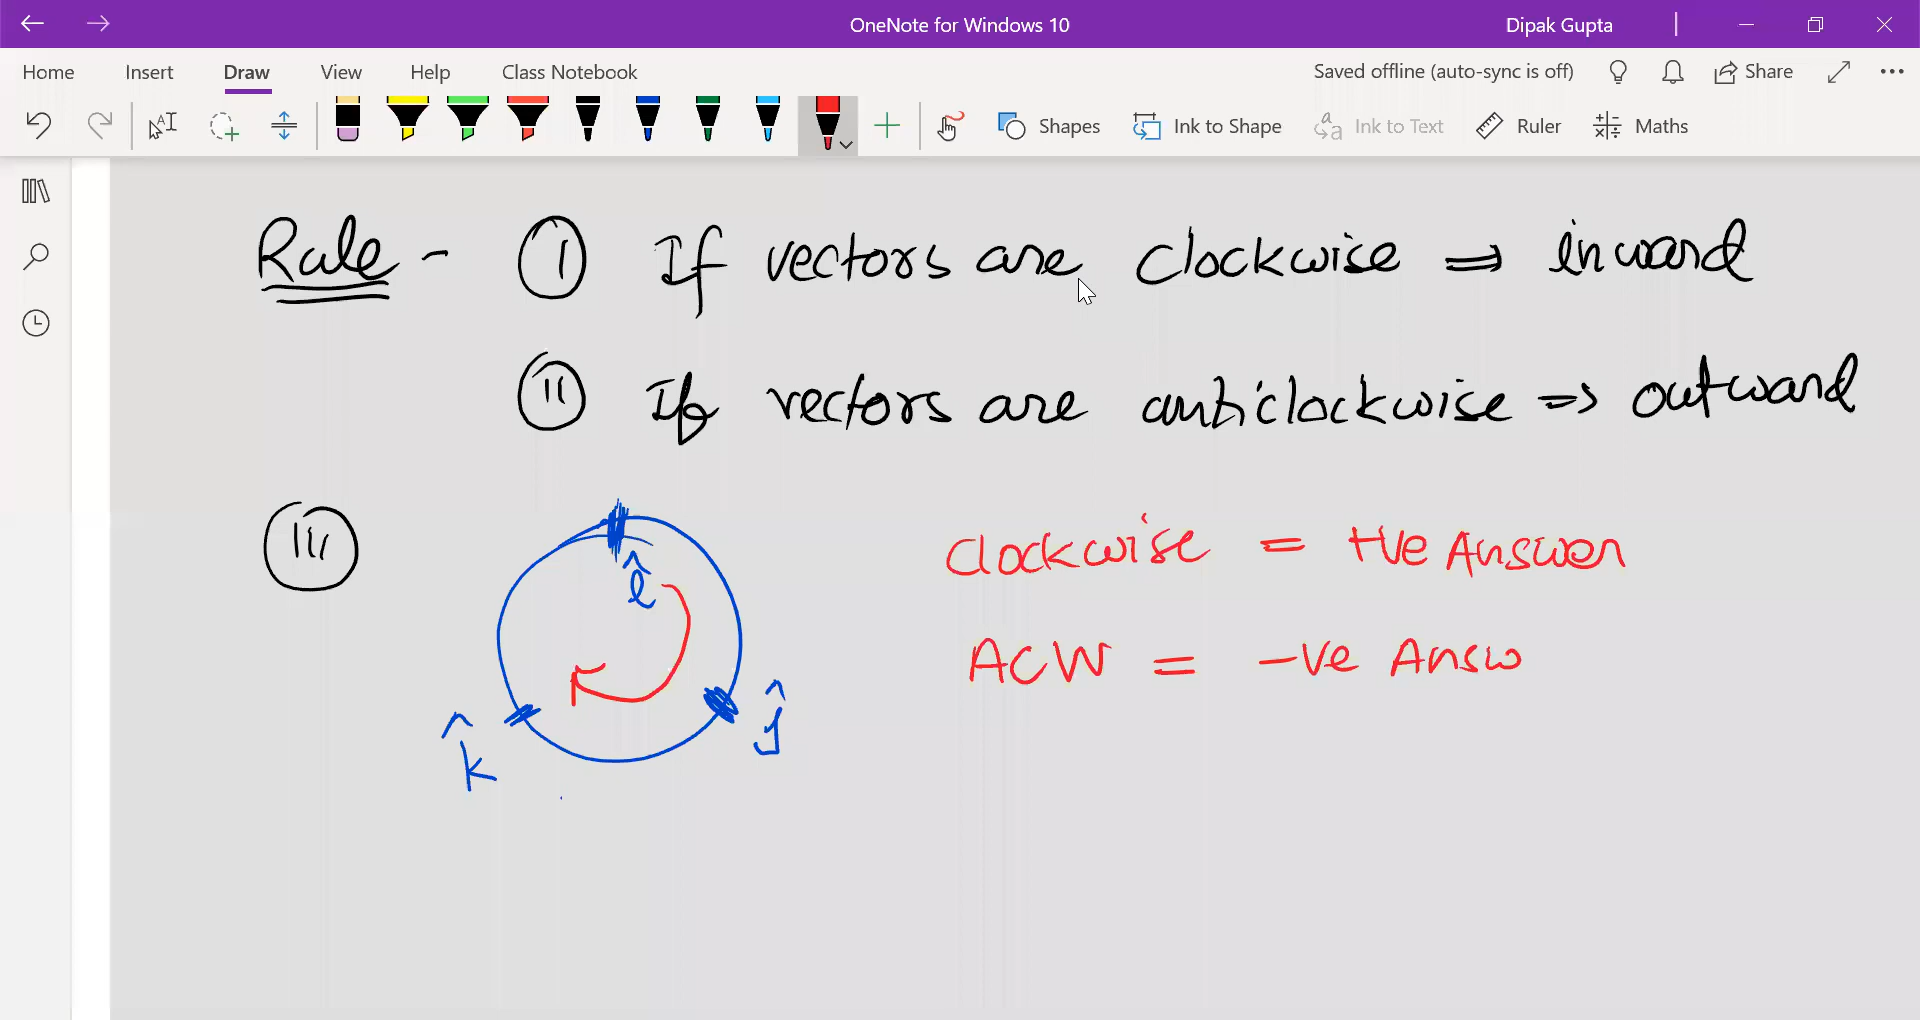 OneNote for Windows 10
Dipak Gupta
Home Insert Draw View Help Class Notebook
Saved offline (auto-sync is off) Share
Shapes Ink to Shape Ink to Text Ruler Maths
Rule - (I) If vectors are clockwise ⇒ inward
(II) If vectors are anticlockwise ⇒ outward
(III) clockwise = +ve Answer
î
ACW = -ve Answ
ĵ
k̂